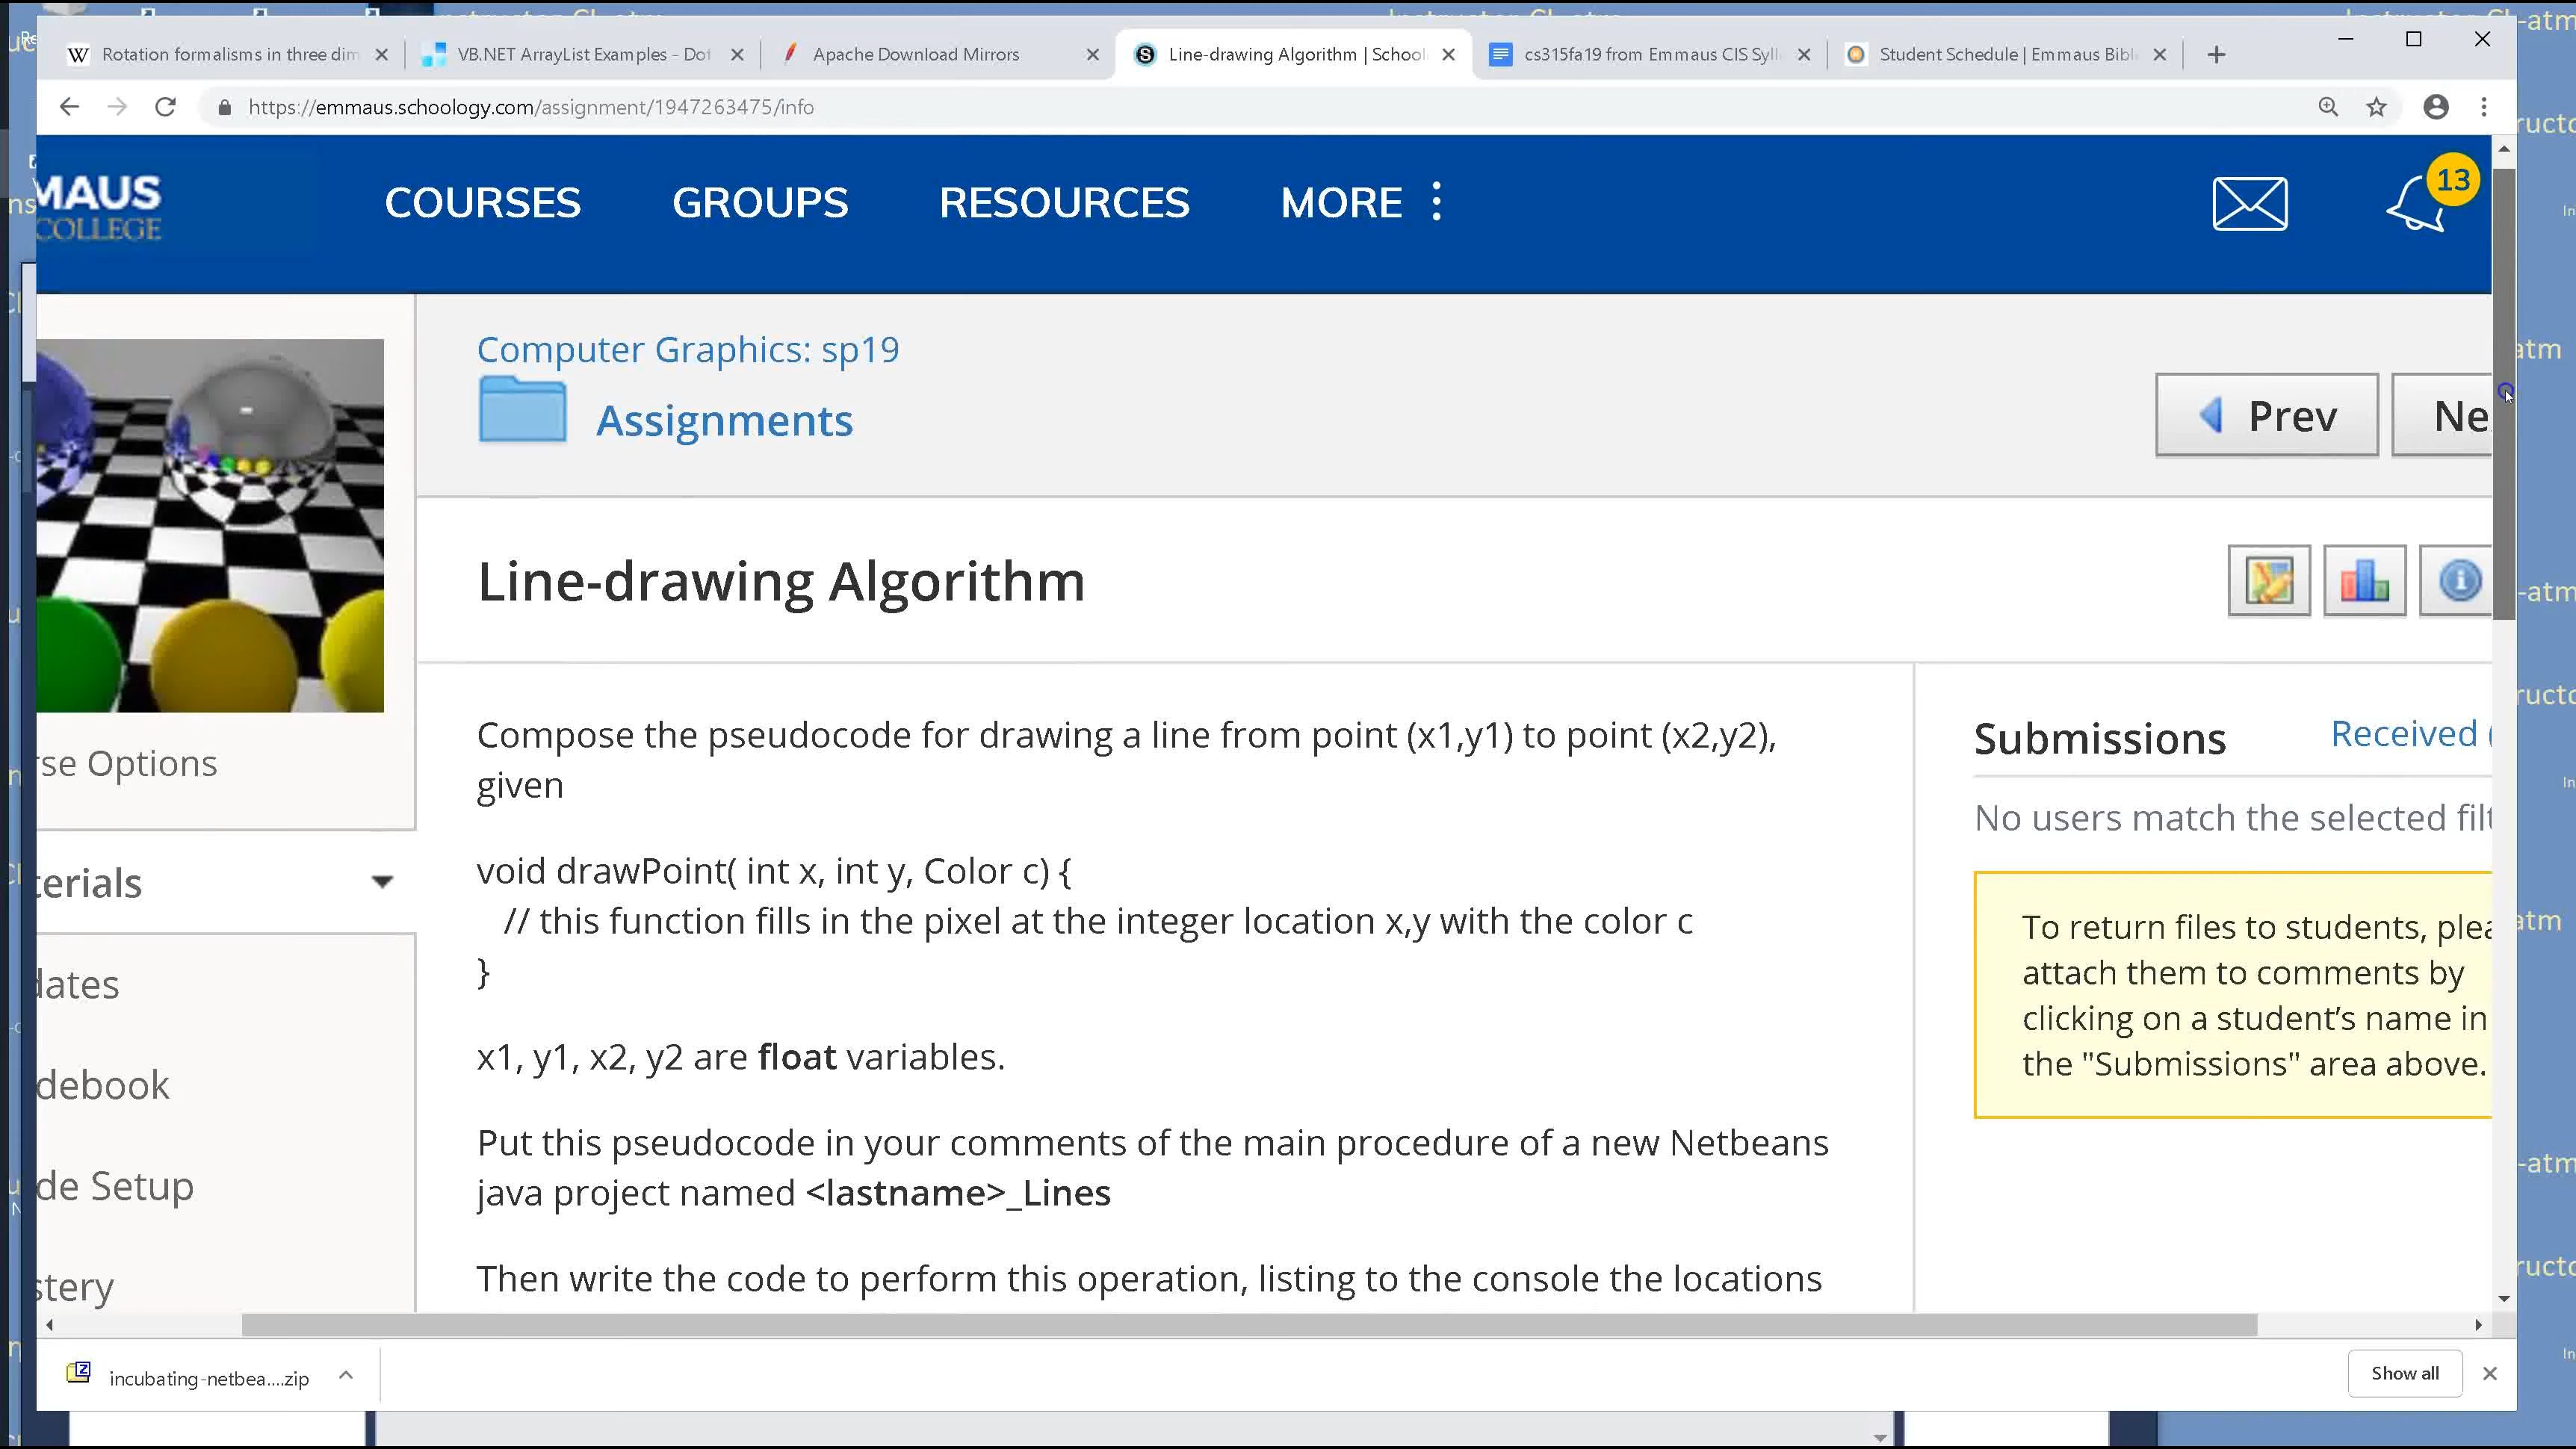 Rotation formalisms in three dim
VB.NET ArrayList Examples - Dot
Apache Download Mirrors
Line-drawing Algorithm | School
cs315fa19 from Emmaus CIS Syll
Student Schedule | Emmaus Bibl
https://emmaus.schoology.com/assignment/1947263475/info
MAUS
COLLEGE
COURSES
GROUPS
RESOURCES
MORE
13
Computer Graphics: sp19
Assignments
Prev
Ne
Line-drawing Algorithm
Compose the pseudocode for drawing a line from point (x1,y1) to point (x2,y2),
given
void drawPoint( int x, int y, Color c) {
// this function fills in the pixel at the integer location x,y with the color c
}
x1, y1, x2, y2 are float variables.
Put this pseudocode in your comments of the main procedure of a new Netbeans
java project named <lastname>_Lines
Then write the code to perform this operation, listing to the console the locations
rse Options
terials
dates
debook
de Setup
stery
Submissions
Received (
No users match the selected filt
To return files to students, plea
attach them to comments by
clicking on a student's name in
the "Submissions" area above.
incubating-netbea....zip
Show all